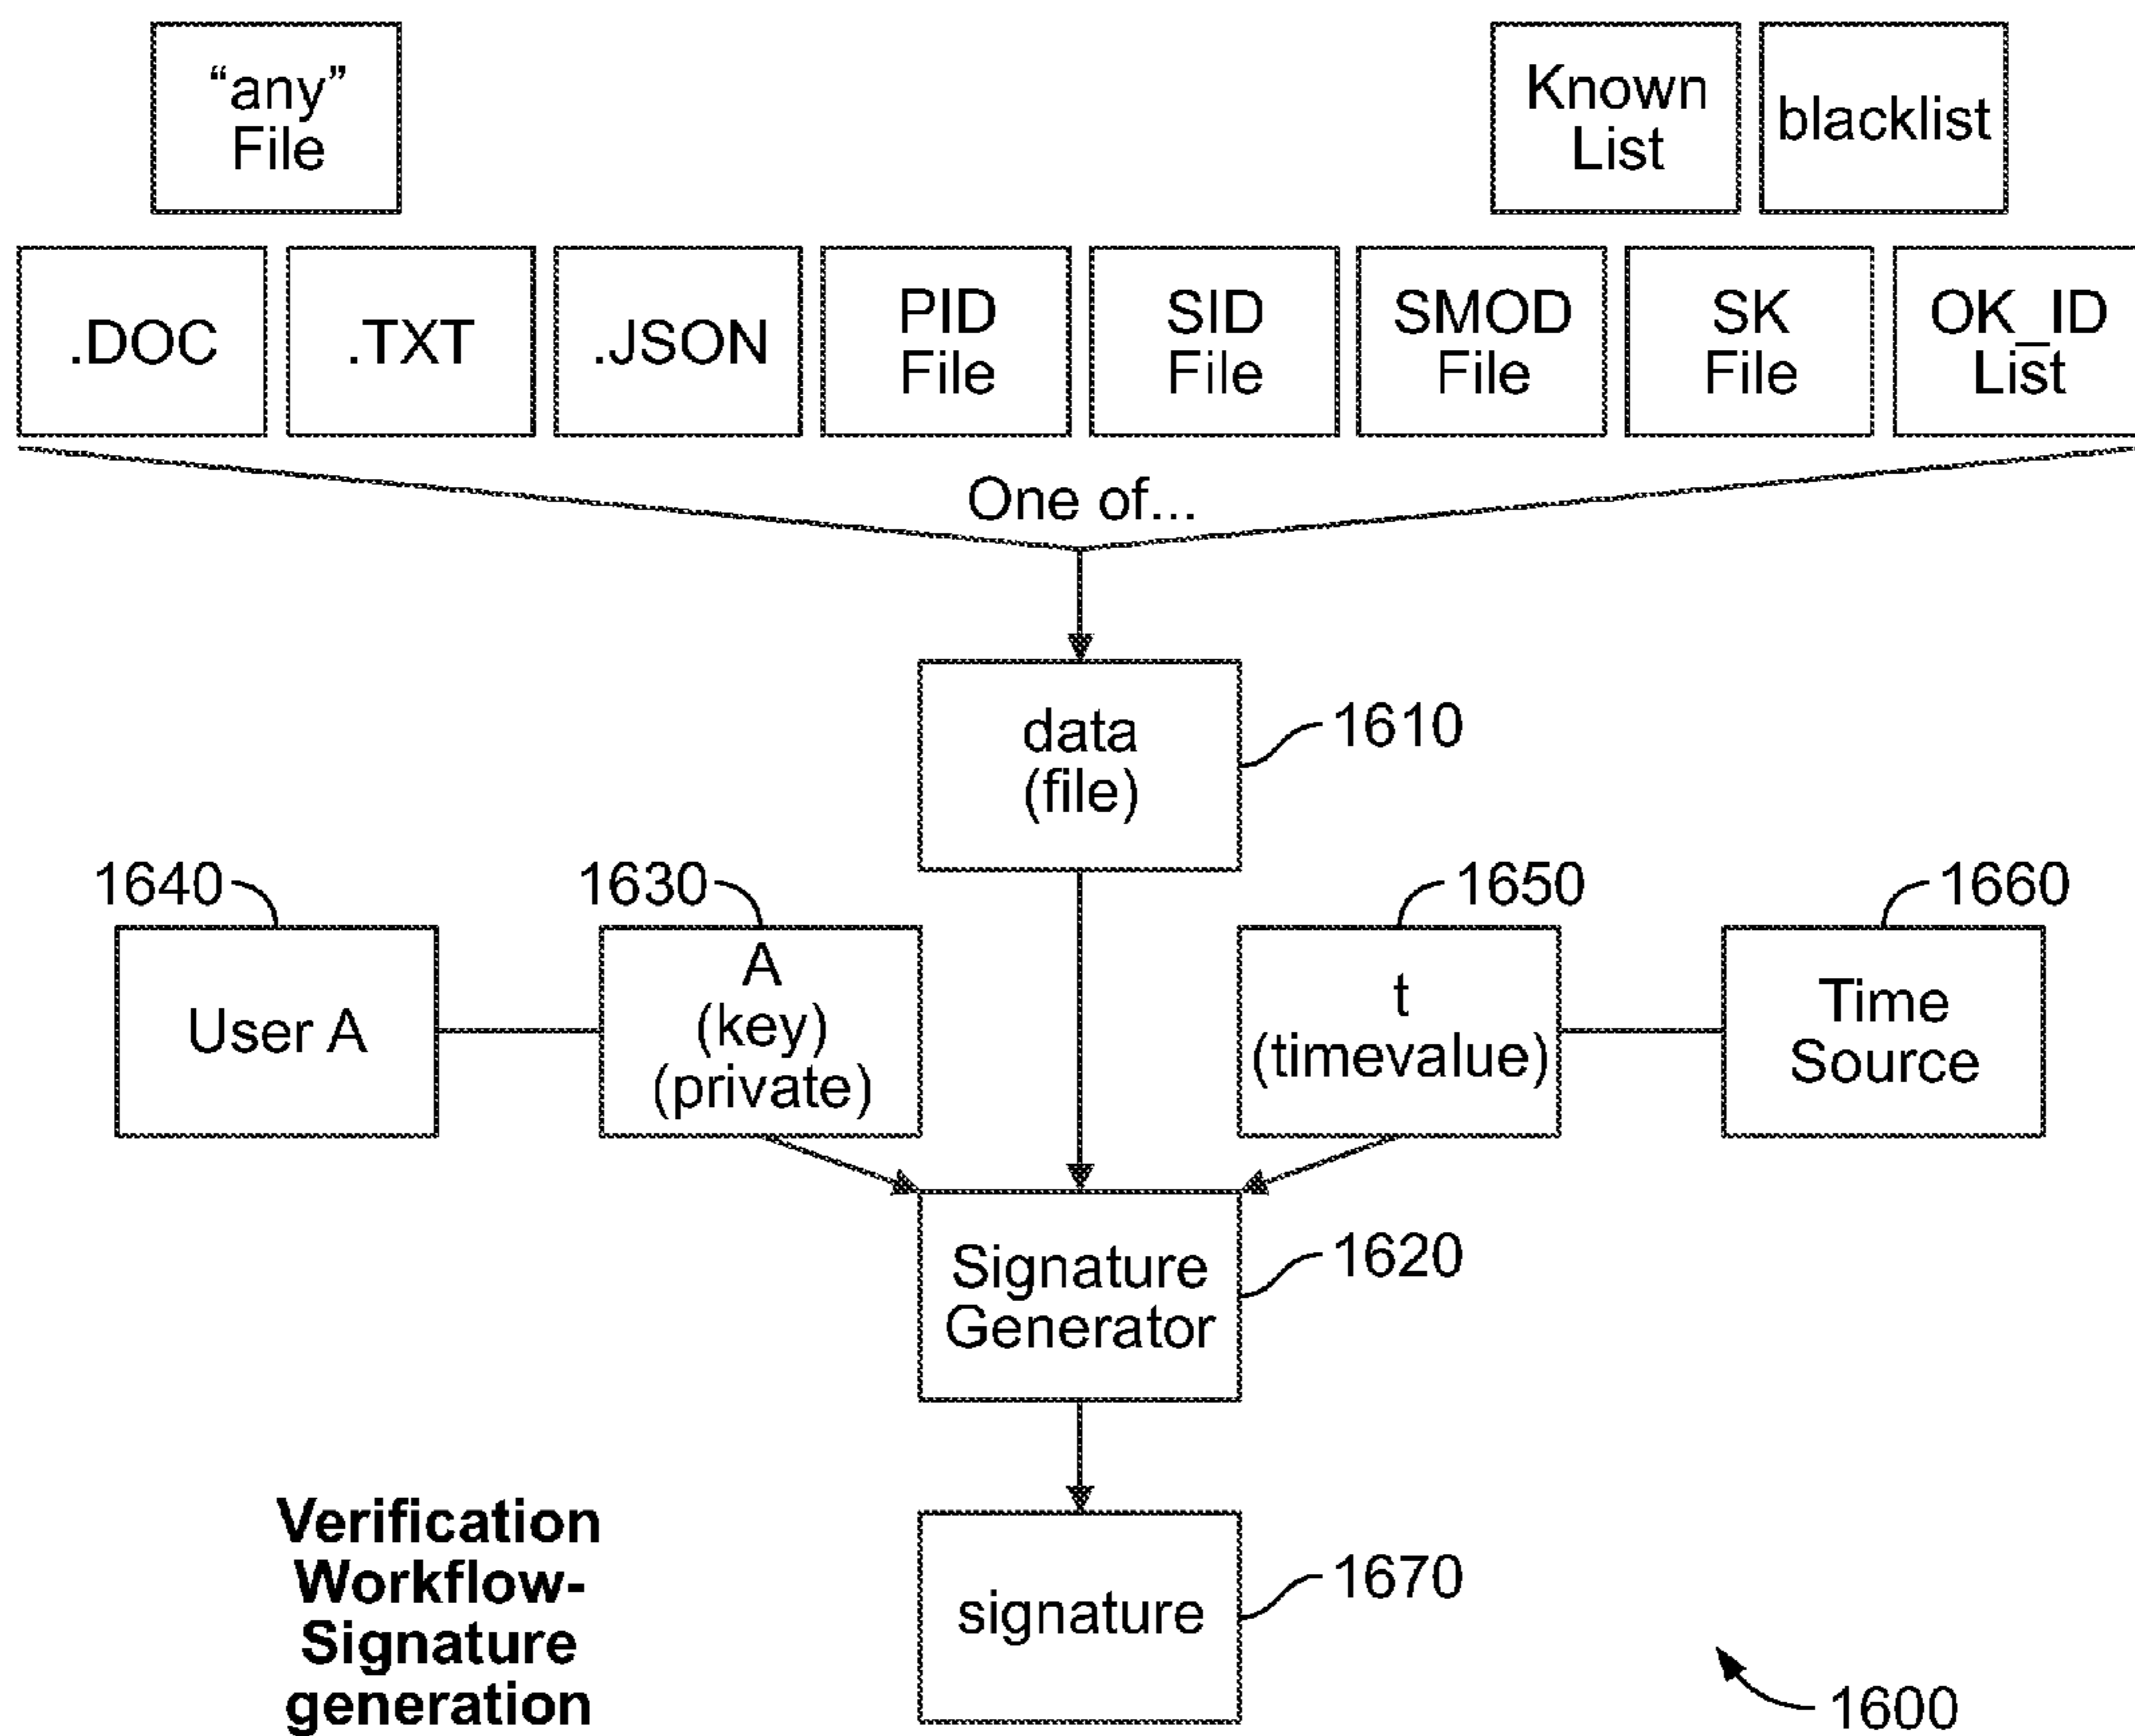 “any”
File
Known
List
blacklist
.DOC
.TXT
.JSON
PID
File
SID
File
SMOD
File
SK
File
OK_ID
List
One of...
data
(file)
1610
1640
1630
1650
1660
User A
A
(key)
(private)
t
(timevalue)
Time
Source
Signature
Generator
1620
signature
1670
Verification
Workflow-
Signature
generation
1600